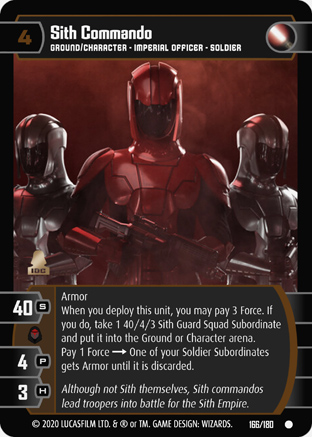 4
Sith Commando
GROUND/CHARACTER - IMPERIAL OFFICER - SOLDIER
40 S
4 P
3 H
Armor
When you deploy this unit, you may pay 3 Force. If
you do, take 1 40/4/3 Sith Guard Squad Subordinate
and put it into the Ground or Character arena.
Pay 1 Force → One of your Soldier Subordinates
gets Armor until it is discarded.
Although not Sith themselves, Sith commandos
lead troopers into battle for the Sith Empire.
© 2020 LUCASFILM LTD. & ® or TM. GAME DESIGN: WIZARDS.
166/180